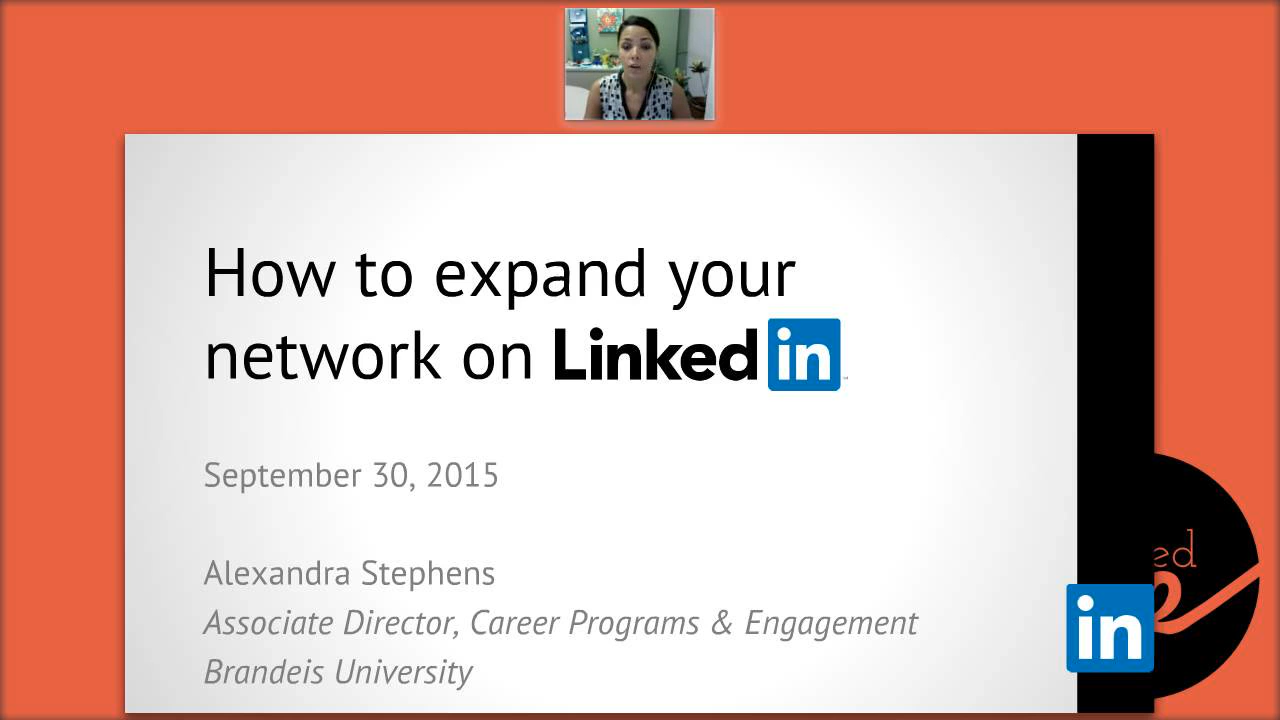 How to expand your
network on Linkedin
September 30, 2015
Alexandra Stephens
Associate Director, Career Programs & Engagement
Brandeis University
ed
in